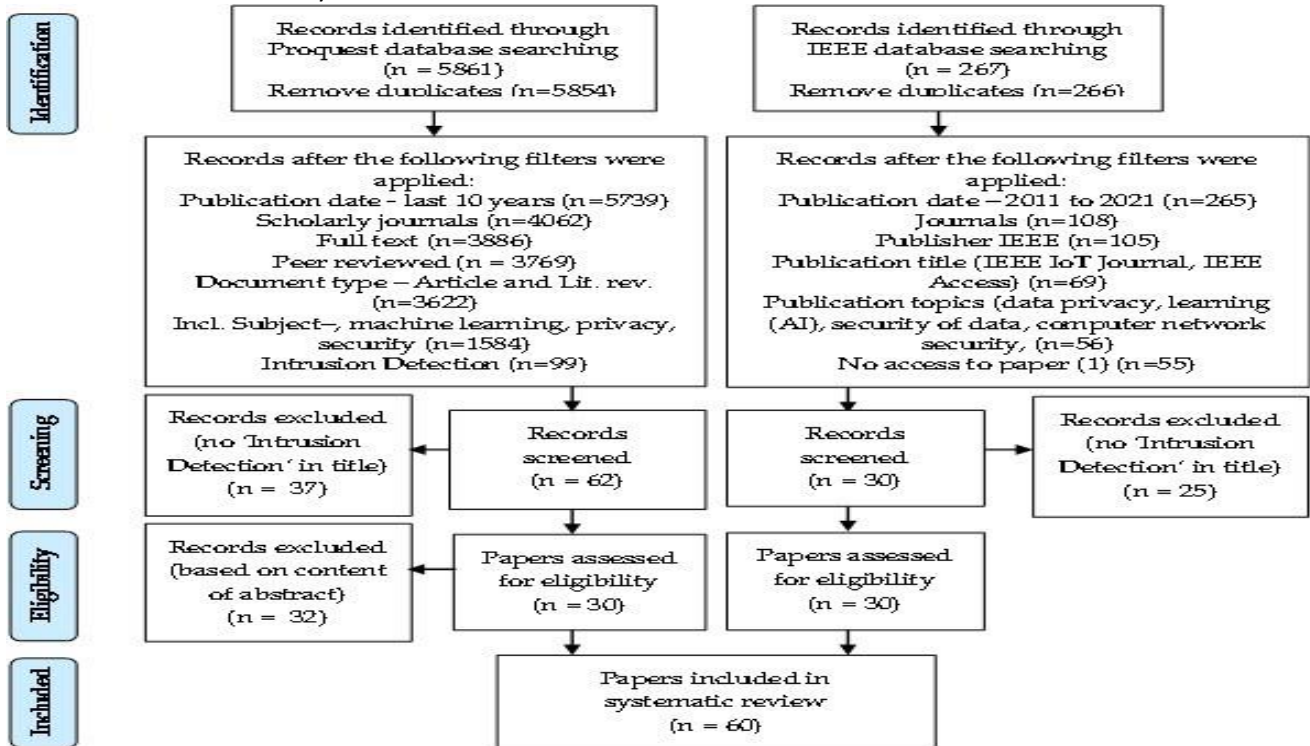 Identification
Records identified through
Proquest database searching
(n = 5861)
Remove duplicates (n=5854)
Records identified through
IEEE database searching
(n = 267)
Remove duplicates (n=266)
Records after the following filters were
applied:
Publication date - last 10 years (n=5739)
Scholarly journals (n=4062)
Full text (n=3886)
Peer reviewed (n = 3769)
Document type – Article and Lit. rev.
(n=3622)
Incl. Subject–, machine learning, privacy,
security (n=1584)
Intrusion Detection (n=99)
Records after the following filters were
applied:
Publication date – 2011 to 2021 (n=265)
Journals (n=108)
Publisher IEEE (n=105)
Publication title (IEEE IoT Journal, IEEE
Access) (n=69)
Publication topics (data privacy, learning
(AI), security of data, computer network
security, (n=56)
No access to paper (1) (n=55)
Screening
Records excluded
(no 'Intrusion
Detection' in title)
(n = 37)
Records
screened
(n = 62)
Records
screened
(n = 30)
Records excluded
(no 'Intrusion
Detection' in title)
(n = 25)
Eligibility
Records excluded
(based on content
of abstract)
(n = 32)
Papers assessed
for eligibility
(n = 30)
Papers assessed
for eligibility
(n = 30)
Included
Papers included in
systematic review
(n = 60)